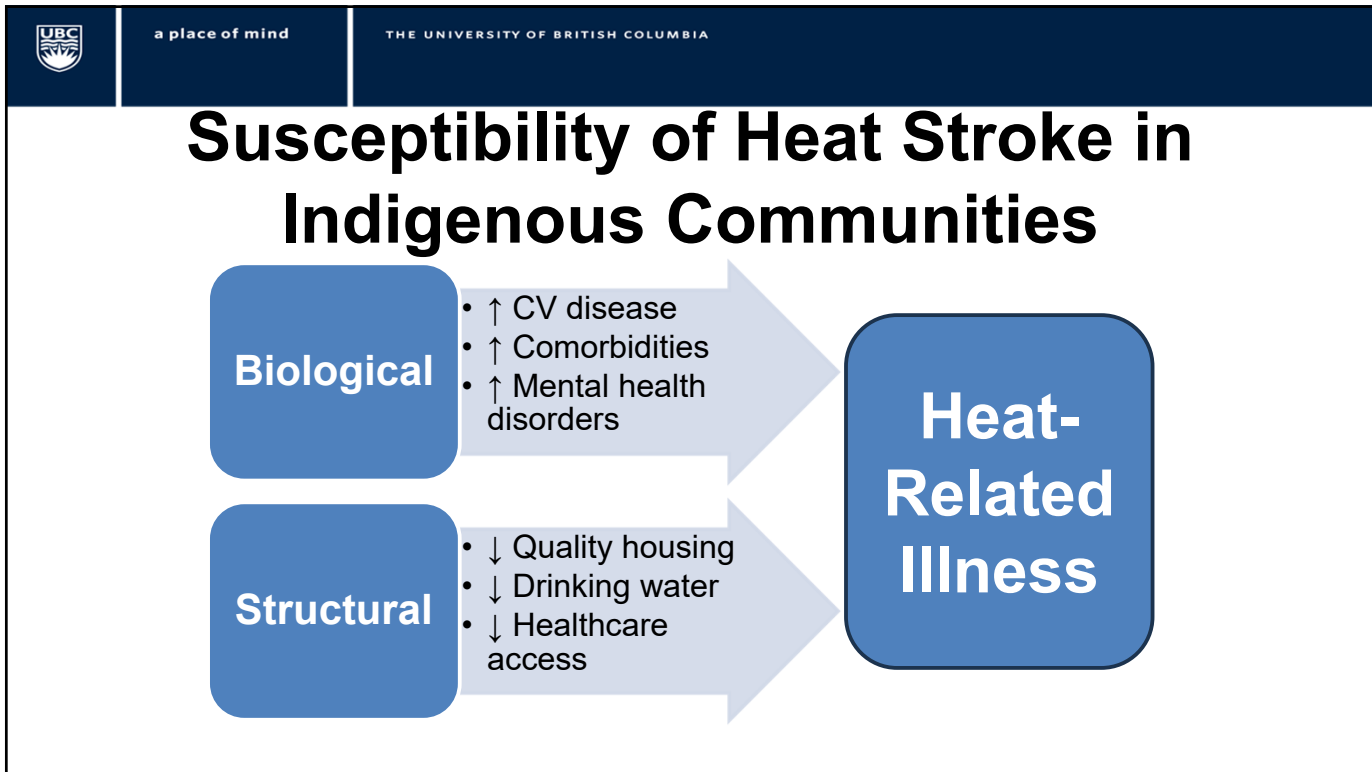 UBC
a place of mind
THE UNIVERSITY OF BRITISH COLUMBIA
Susceptibility of Heat Stroke in
Indigenous Communities
Biological
• ↑ CV disease
• ↑ Comorbidities
• ↑ Mental health
disorders
Structural
• ↓ Quality housing
• ↓ Drinking water
• ↓ Healthcare
access
Heat-
Related
Illness